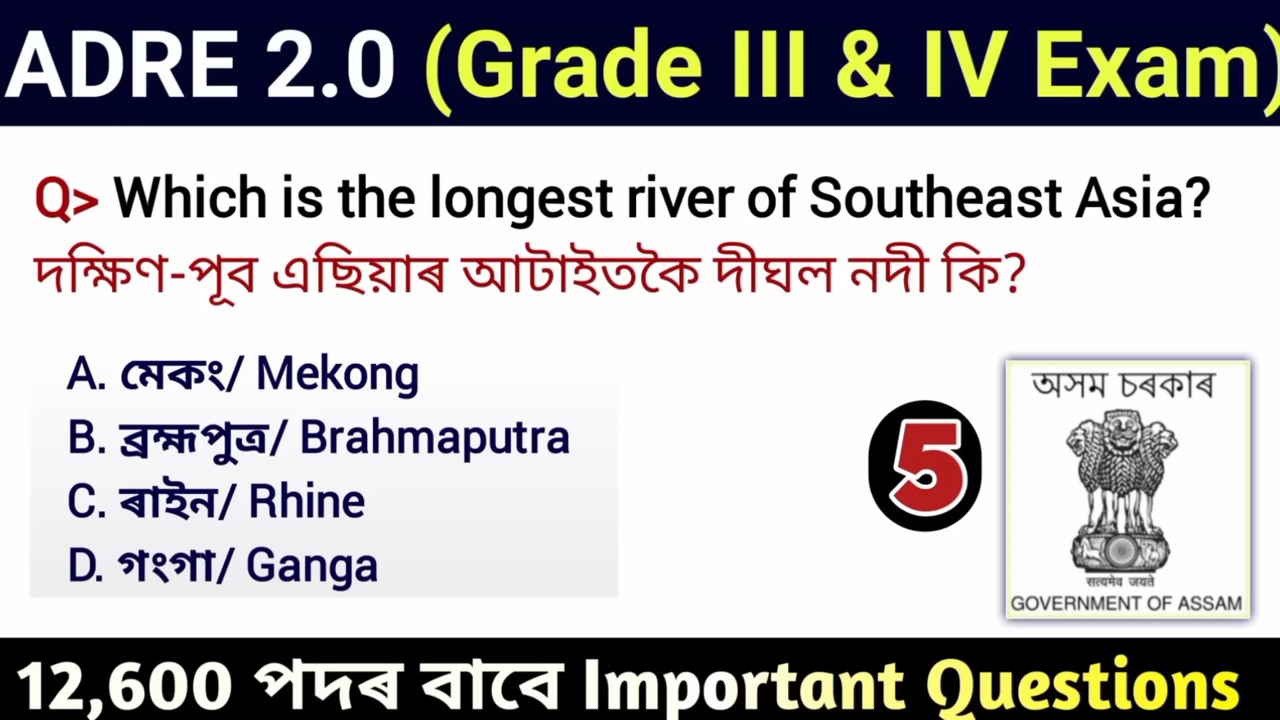 ADRE 2.0 (Grade III & IV Exam)
Q> Which is the longest river of Southeast Asia?
দক্ষিণ-পূব এছিয়াৰ আটাইতকৈ দীঘল নদী কি?
A. মেকং/ Mekong
B. ব্ৰহ্মপুত্ৰ/ Brahmaputra
C. ৰাইন/ Rhine
D. গংগা/ Ganga
5
অসম চৰকাৰ
सत्यमेव जयते
GOVERNMENT OF ASSAM
12,600 পদৰ বাবে Important Questions